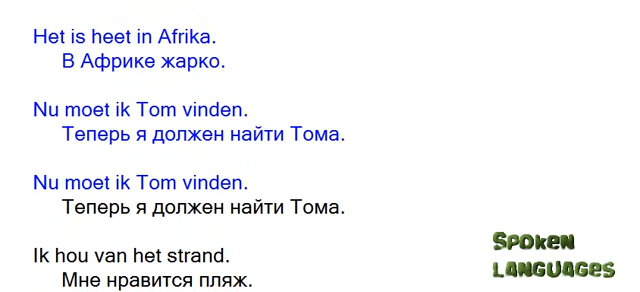 Het is heet in Afrika.
В Африке жарко.
Nu moet ik Tom vinden.
Теперь я должен найти Тома.
Nu moet ik Tom vinden.
Теперь я должен найти Тома.
Ik hou van het strand.
Мне нравится пляж.
Spoken
Languages